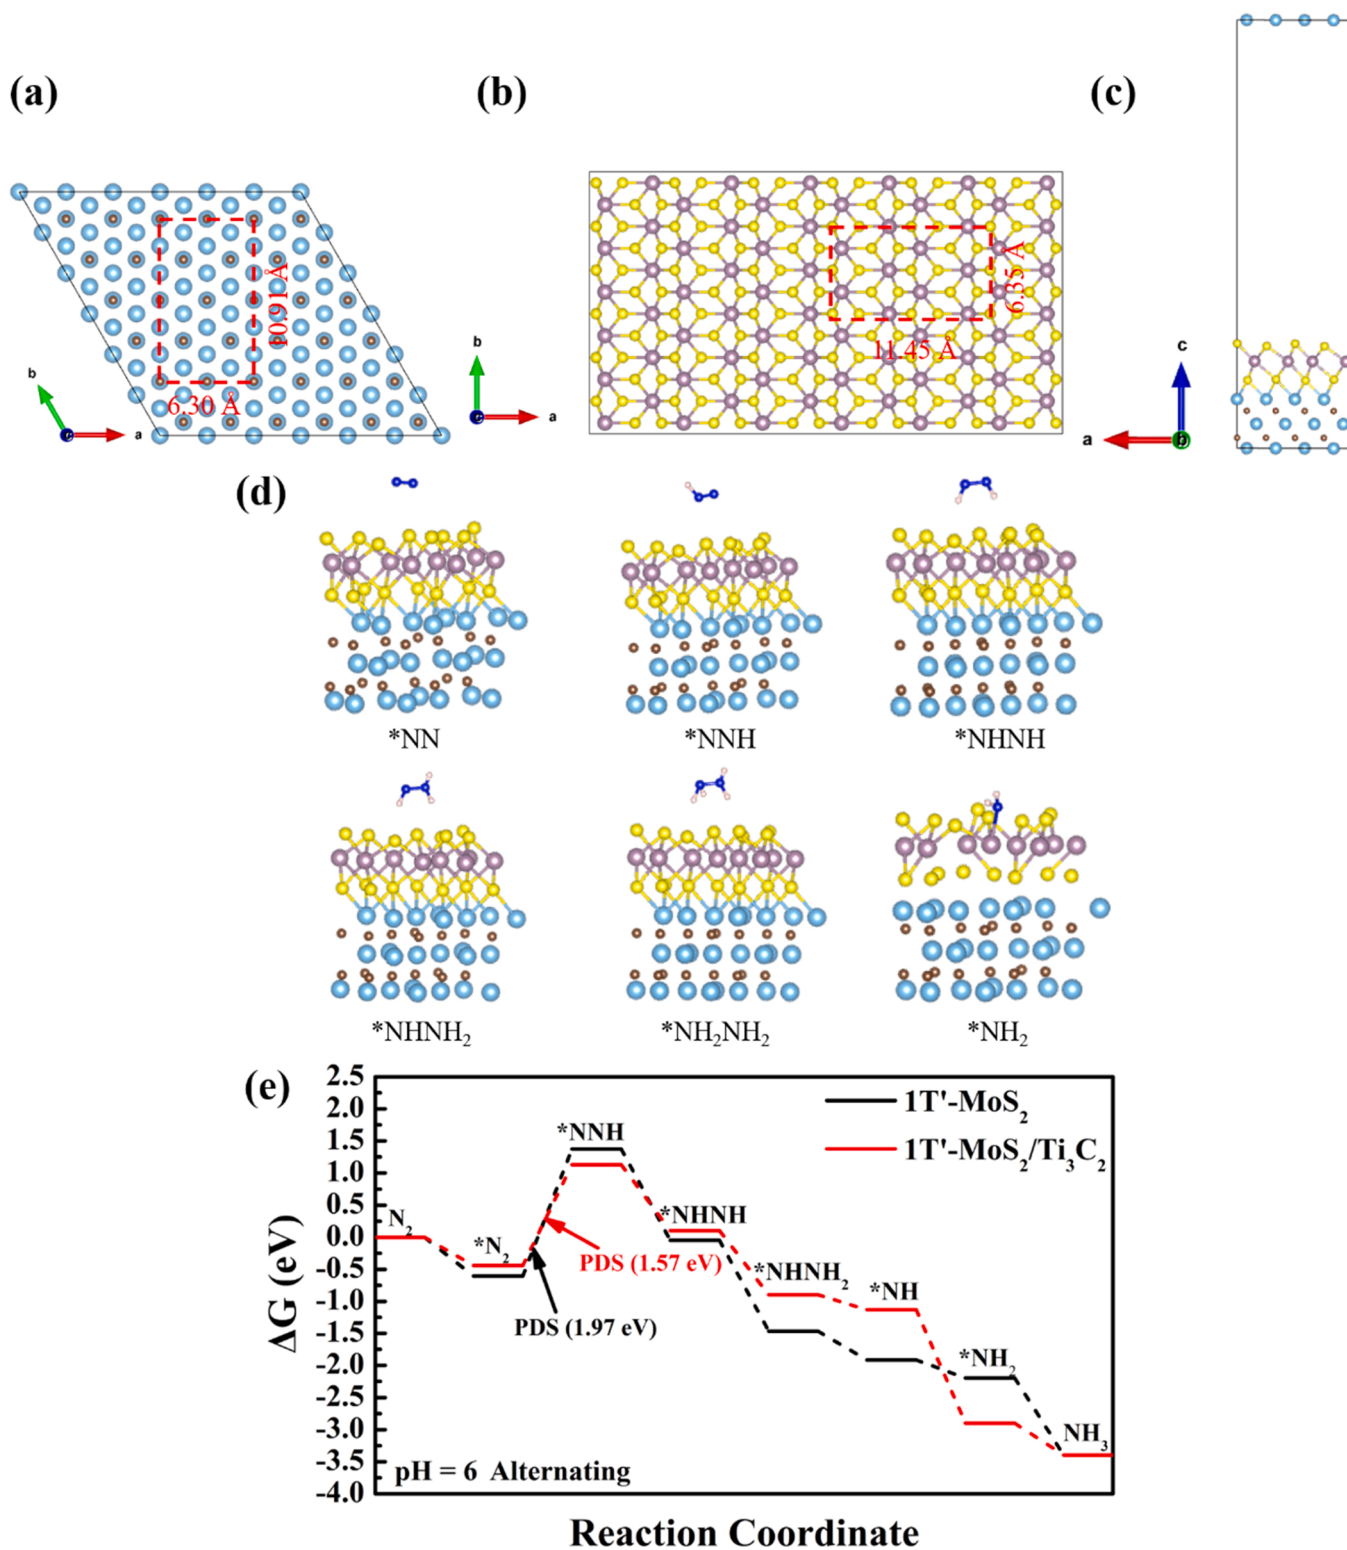 (a)
(b)
(c)
10.91 Å
6.30 Å
b
a
b
a
6.35 Å
11.45 Å
c
a
b
(d)
*NN
*NNH
*NHNH
*NHNH₂
*NH₂NH₂
*NH₂
(e)
2.5
2.0
1.5
1.0
0.5
0.0
-0.5
-1.0
-1.5
-2.0
-2.5
-3.0
-3.5
-4.0
ΔG (eV)
1T'-MoS₂
1T'-MoS₂/Ti₃C₂
N₂
*N₂
*NNH
*NHNH
*NHNH₂
*NH
*NH₂
NH₃
PDS (1.57 eV)
PDS (1.97 eV)
pH = 6 Alternating
Reaction Coordinate